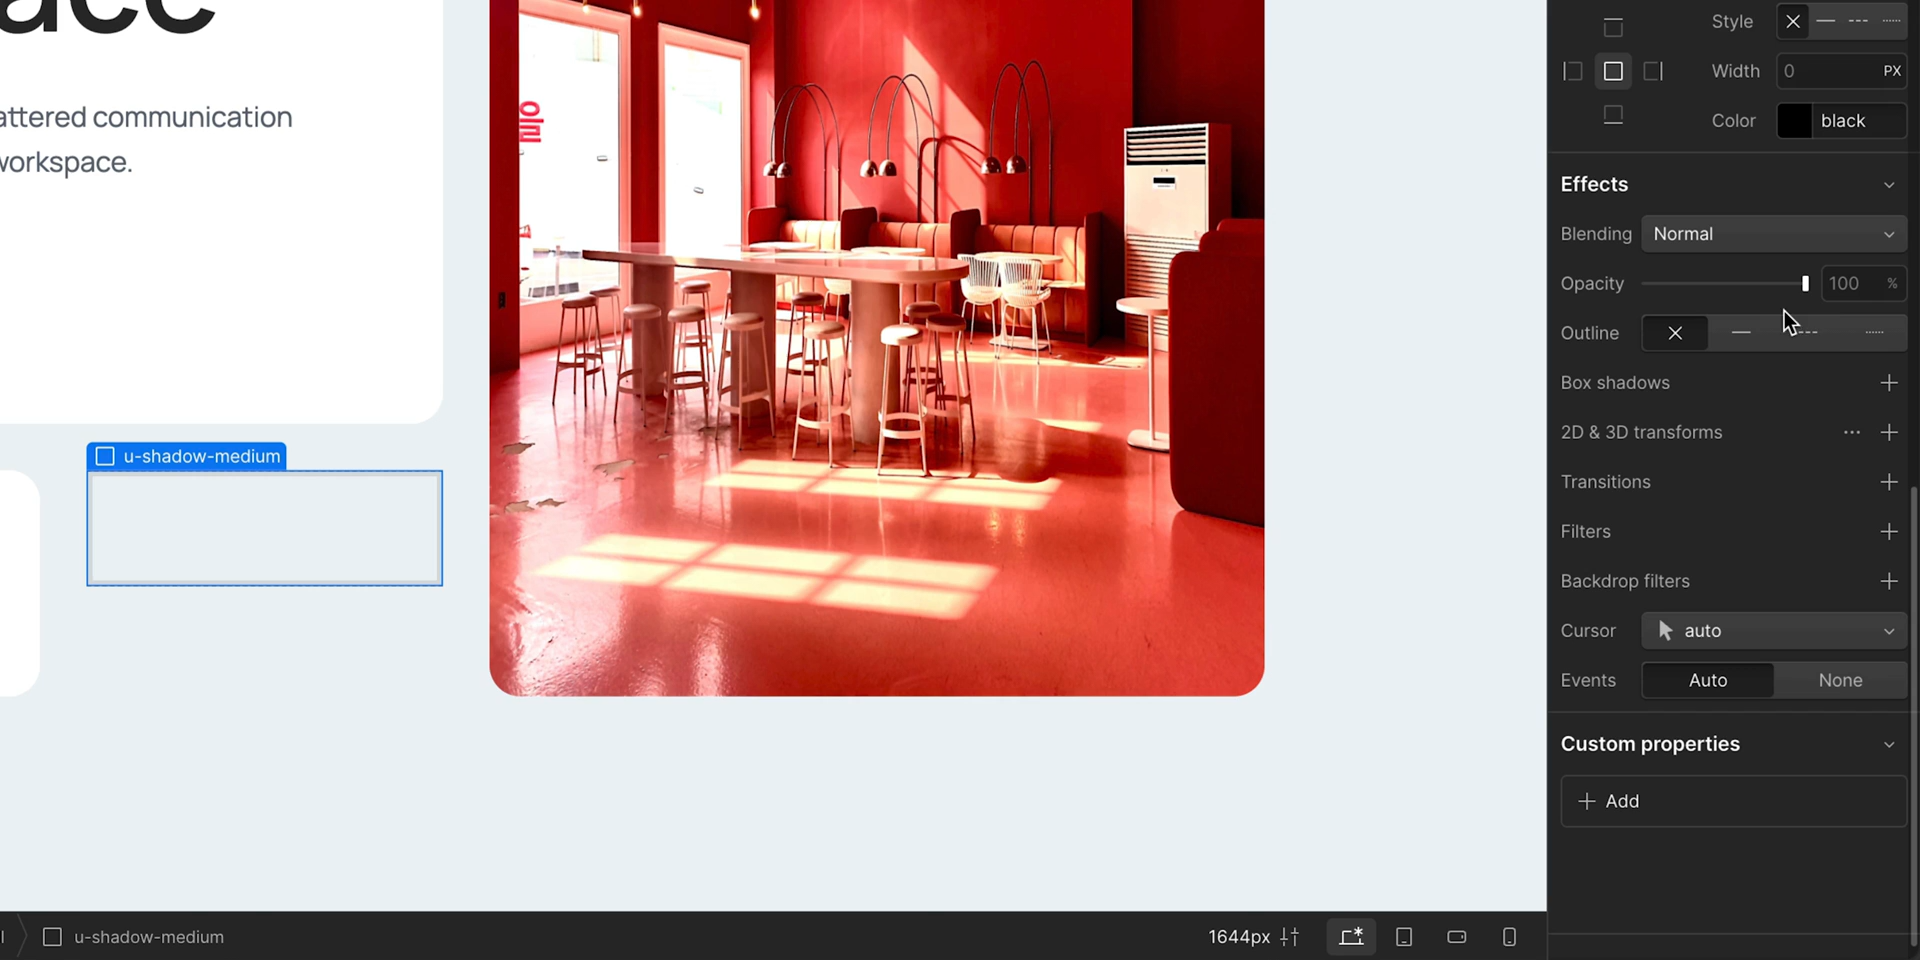 attered communication
workspace.
을
u-shadow-medium
Style
Width 0 PX
Color black
Effects
Blending Normal
Opacity 100 %
Outline
Box shadows
2D & 3D transforms
Transitions
Filters
Backdrop filters
Cursor auto
Events Auto None
Custom properties
Add
u-shadow-medium
1644px